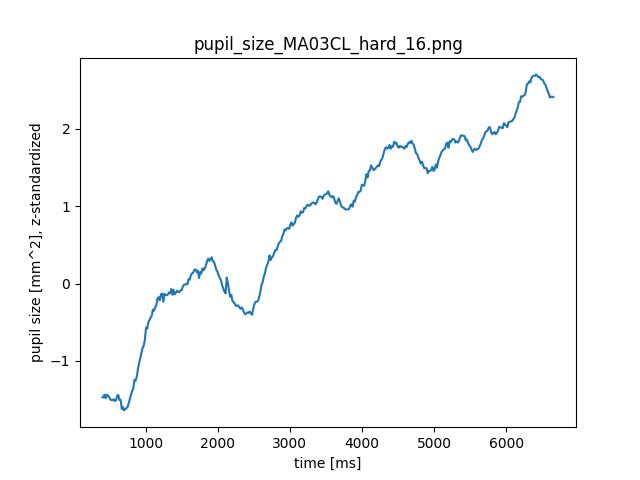 pupil_size_MA03CL_hard_16.png
pupil size [mm^2], z-standardized
2
1
0
−1
1000 2000 3000 4000 5000 6000
time [ms]